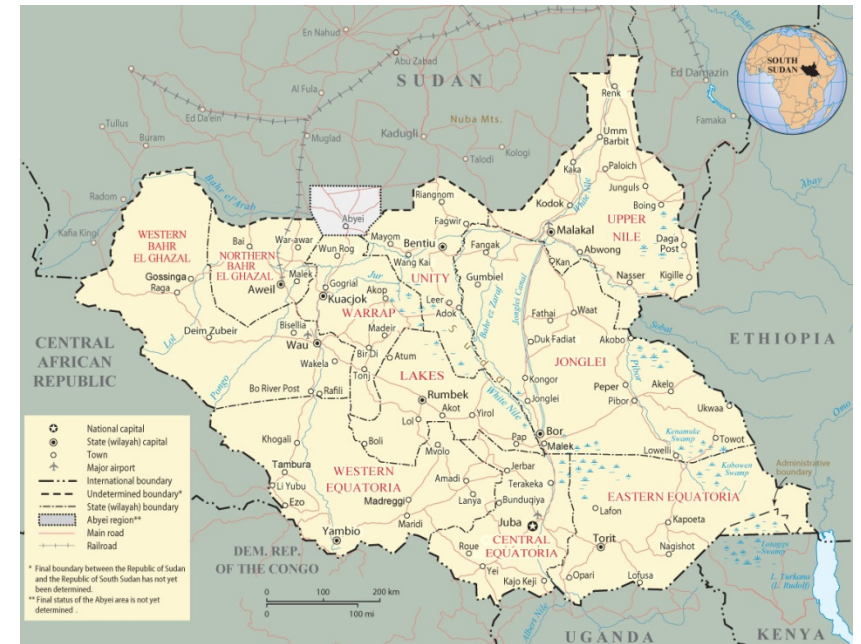 En Nahud
Abu Zabad
Dinder
SUDAN
Ed Damazin
SOUTH
SUDAN
Al Fula
Renk
Ed Da'ein
Nuba Mts.
Famaka
Tullus
Muglad
Kadugli
Umm
Barbit
Buram
Kologi
Talodi
Kaka
Paloich
Abay
Radom
Bahr el'Arab
Riangnom
Kodok
White Nile
Junguls
Boing
Kafia Kingi
WESTERN
BAHR
EL GHAZAL
Abyei
Fagwir
UPPER
NILE
Malakal
Daga
Post
Bai
War-awar
Wun Rog
Mayom
Bentiu
Fangak
Abwong
NORTHERN
BAHR
EL GHAZAL
Wang Kai
Kan
Gossinga
Raga
Malek
Aweil
Gogrial
Jur
UNITY
Gumbiel
Nasser
Kigille
Kuacjok
Akop
Leer
Adok
Bahr ez Zaraf
Jonglei Canal
WARRAP
Fathai
Waat
Lol
Deim Zubeir
Bisellia
Madeir
S
u
d
d
Duk Fadiat
Akobo
Sobat
ETHIOPIA
CENTRAL
AFRICAN
REPUBLIC
Wau
Bir Di
Atum
JONGLEI
Pibor
Pongo
Wakela
Tonj
LAKES
Kongor
Peper
Akelo
Bo River Post
Rafili
Rumbek
White Nile
Jonglei
Pibor
Omo
Akot
Yirol
Ukwaa
Lol
Khogali
Boli
Mvolo
Pap
Bor
Malek
Kenamuke
Swamp
Towot
Lowelli
Tambura
WESTERN
EQUATORIA
Jerbar
Kobowen
Swamp
Administrative
boundary
Li Yubu
Amadi
Terakeka
Ezo
Madreggi
Lanya
Bunduqiya
EASTERN EQUATORIA
Lafon
Maridi
Juba
Kapoeta
Yambio
CENTRAL
EQUATORIA
Torit
Lotagipi
Swamp
Roue
Nagishot
DEM. REP.
OF THE CONGO
Yei
Opari
Lofusa
L. Turkana
(L. Rudolf)
Kajo Keji
Albert Nile
UGANDA
KENYA
National capital
State (wilayah) capital
Town
Major airport
International boundary
Undetermined boundary*
State (wilayah) boundary
Abyei region**
Main road
Railroad
* Final boundary between the Republic of Sudan
and the Republic of South Sudan has not yet
been determined.
** Final status of the Abyei area is not yet
determined .
0 100 200 km
0 100 mi